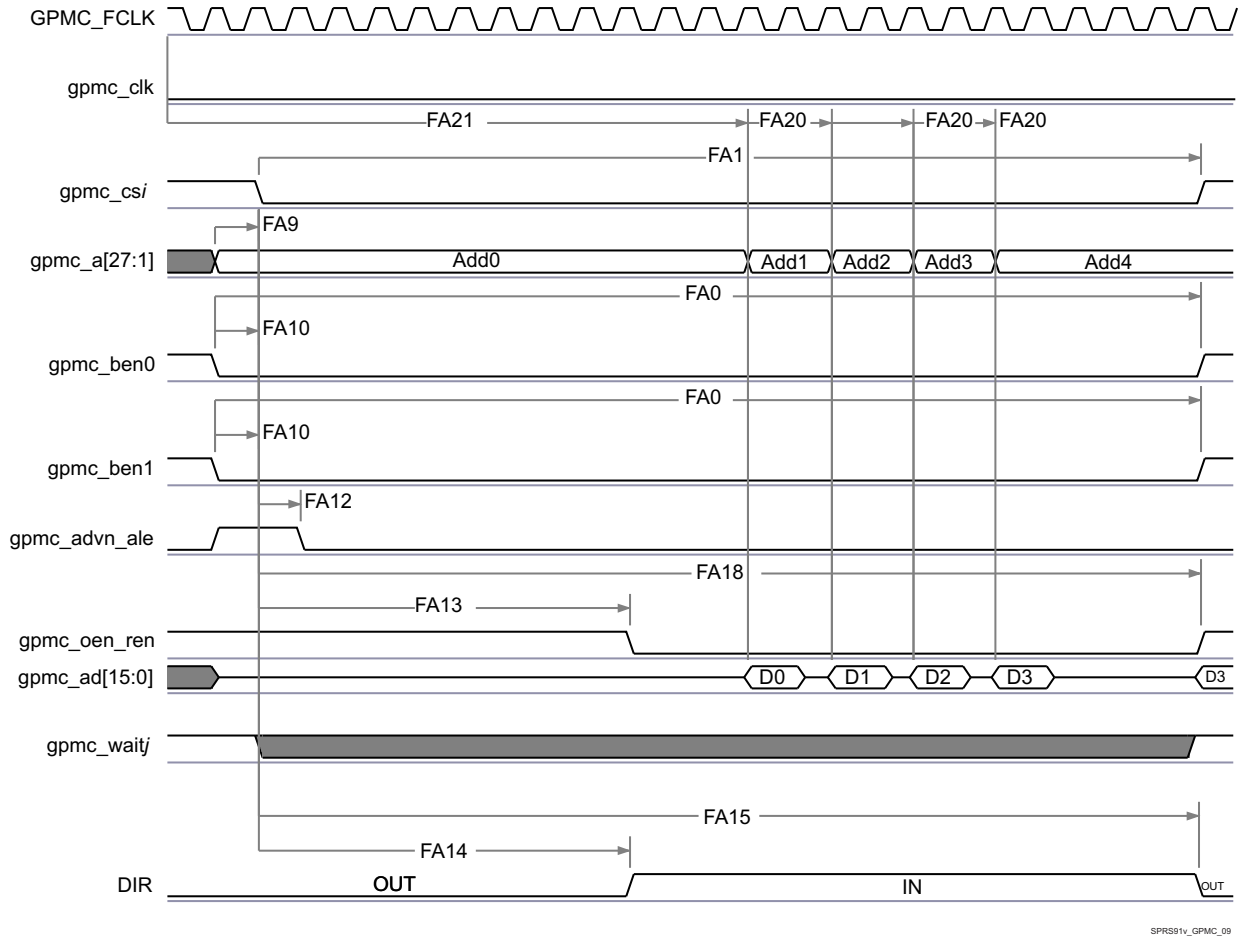 GPMC_FCLK
gpmc_clk
FA21 FA20 FA20 FA20
FA1
gpmc_csi
FA9
gpmc_a[27:1] Add0 Add1 Add2 Add3 Add4
FA0
FA10
gpmc_ben0
FA0
FA10
gpmc_ben1
FA12
gpmc_advn_ale
FA18
FA13
gpmc_oen_ren
gpmc_ad[15:0] D0 D1 D2 D3 D3
gpmc_waitj
FA15
FA14
DIR OUT IN OUT
SPRS91v_GPMC_09